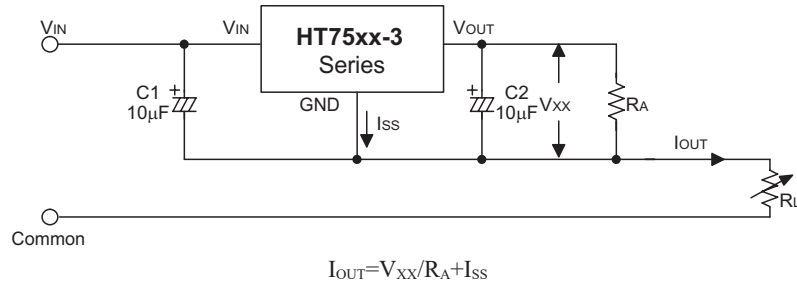 VIN
VIN
HT75xx-3
Series
VOUT
GND
ISS
C1
10μF
+
C2
10μF
+
VXX
RA
IOUT
RL
Common
IOUT=VXX/RA+ISS